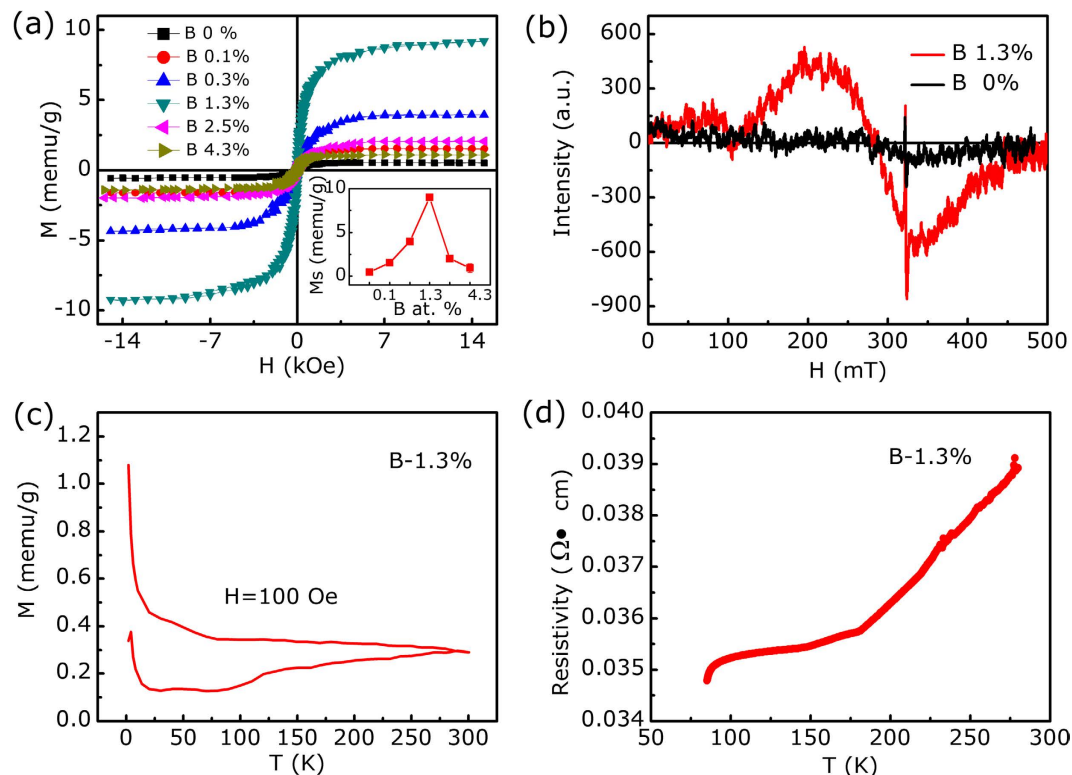 (a)
B 0 %
B 0.1%
B 0.3%
B 1.3%
B 2.5%
B 4.3%
M (memu/g)
10
5
0
-5
-10
-14 -7 0 7 14
H (kOe)
Ms (memu/g)
10
5
0
0.1 1.3 4.3
B at. %
(b)
B 1.3%
B 0%
Intensity (a.u.)
600
300
0
-300
-600
-900
0 100 200 300 400 500
H (mT)
(c)
B-1.3%
H=100 Oe
M (memu/g)
1.2
1.0
0.8
0.6
0.4
0.2
0.0
0 50 100 150 200 250 300
T (K)
(d)
B-1.3%
Resistivity (Ω• cm)
0.040
0.039
0.037
0.036
0.035
0.034
50 100 150 200 250 300
T (K)